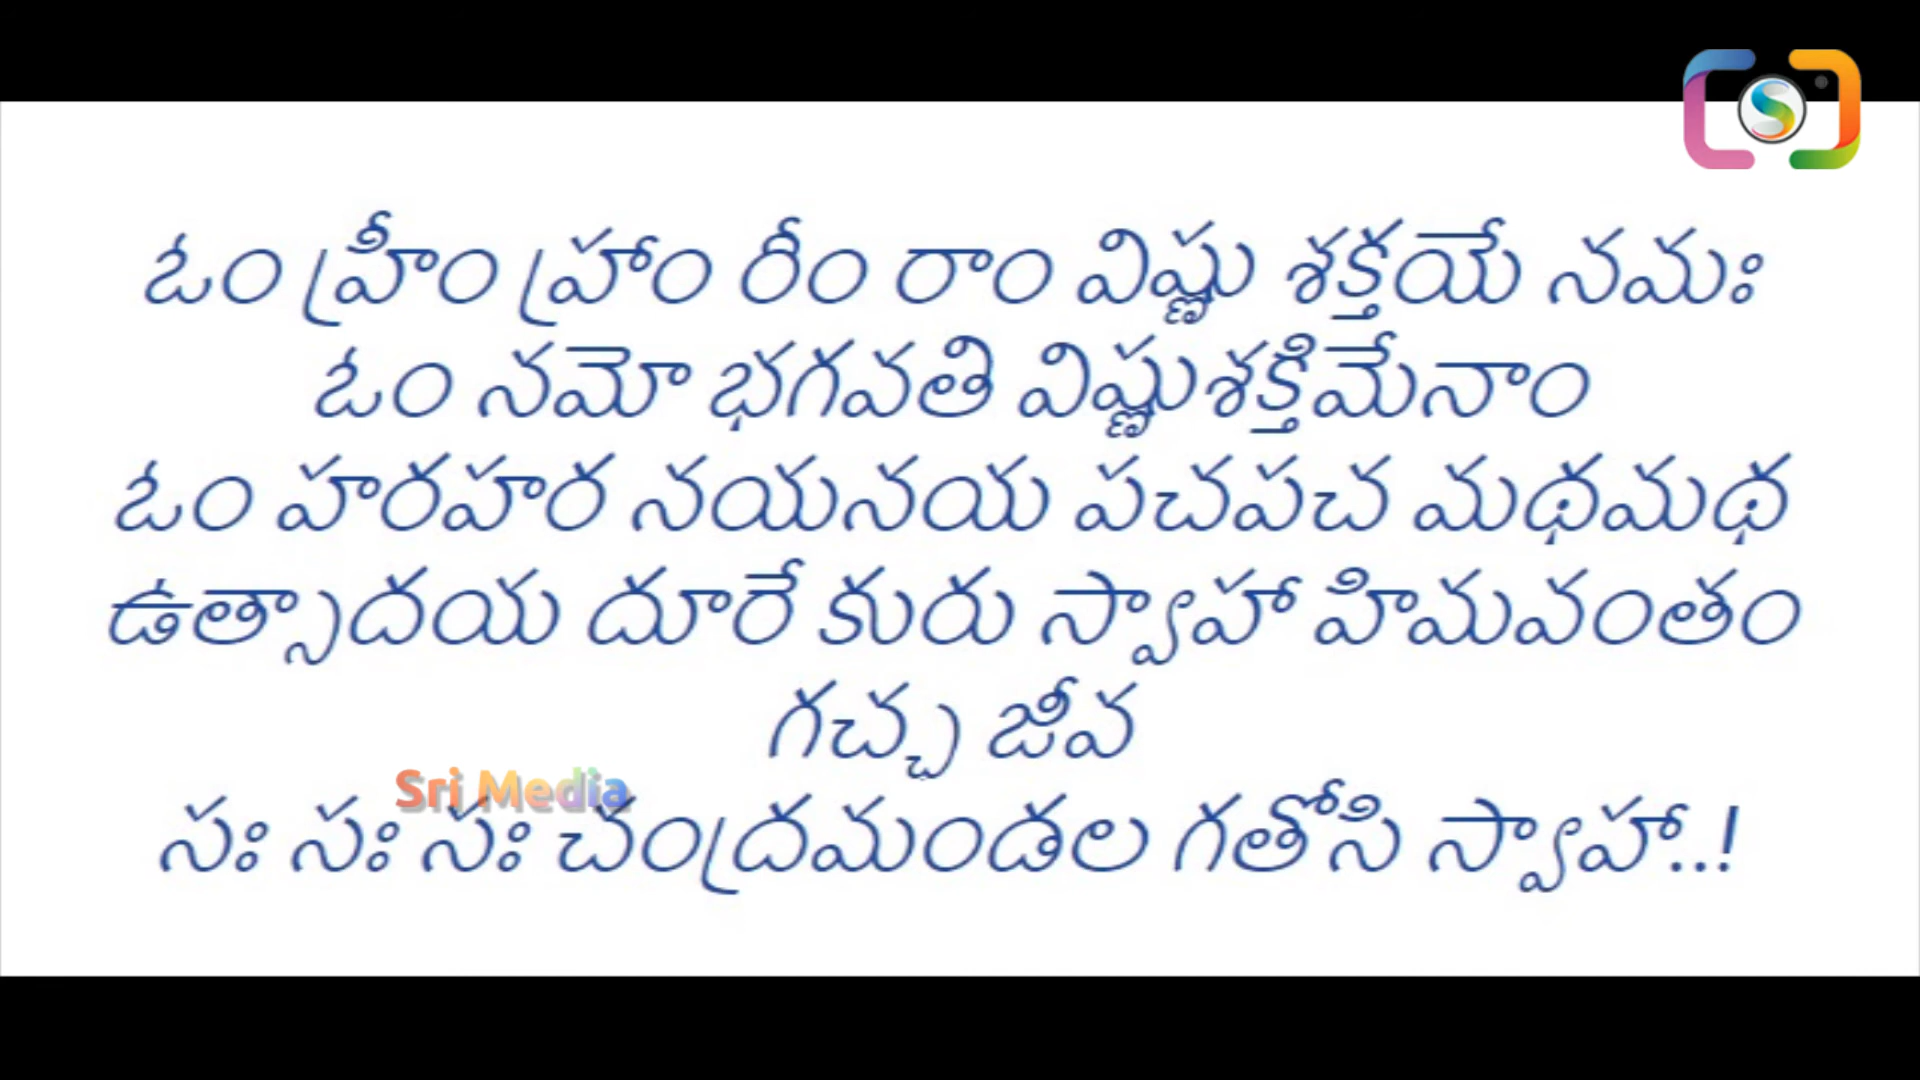 ఓం హ్రీం హ్రాం రీం రాం విష్ణు శక్తయే నమః
ఓం నమో భగవతి విష్ణుశక్తిమేనాం
ఓం హరహర నయనయ పచపచ మథమథ
ఉత్సాదయ దూరే కురు స్వాహా హిమవంతం
గచ్ఛ జీవ
Sri Media
సః సః సః చంద్రమండల గతోసి స్వాహా..!